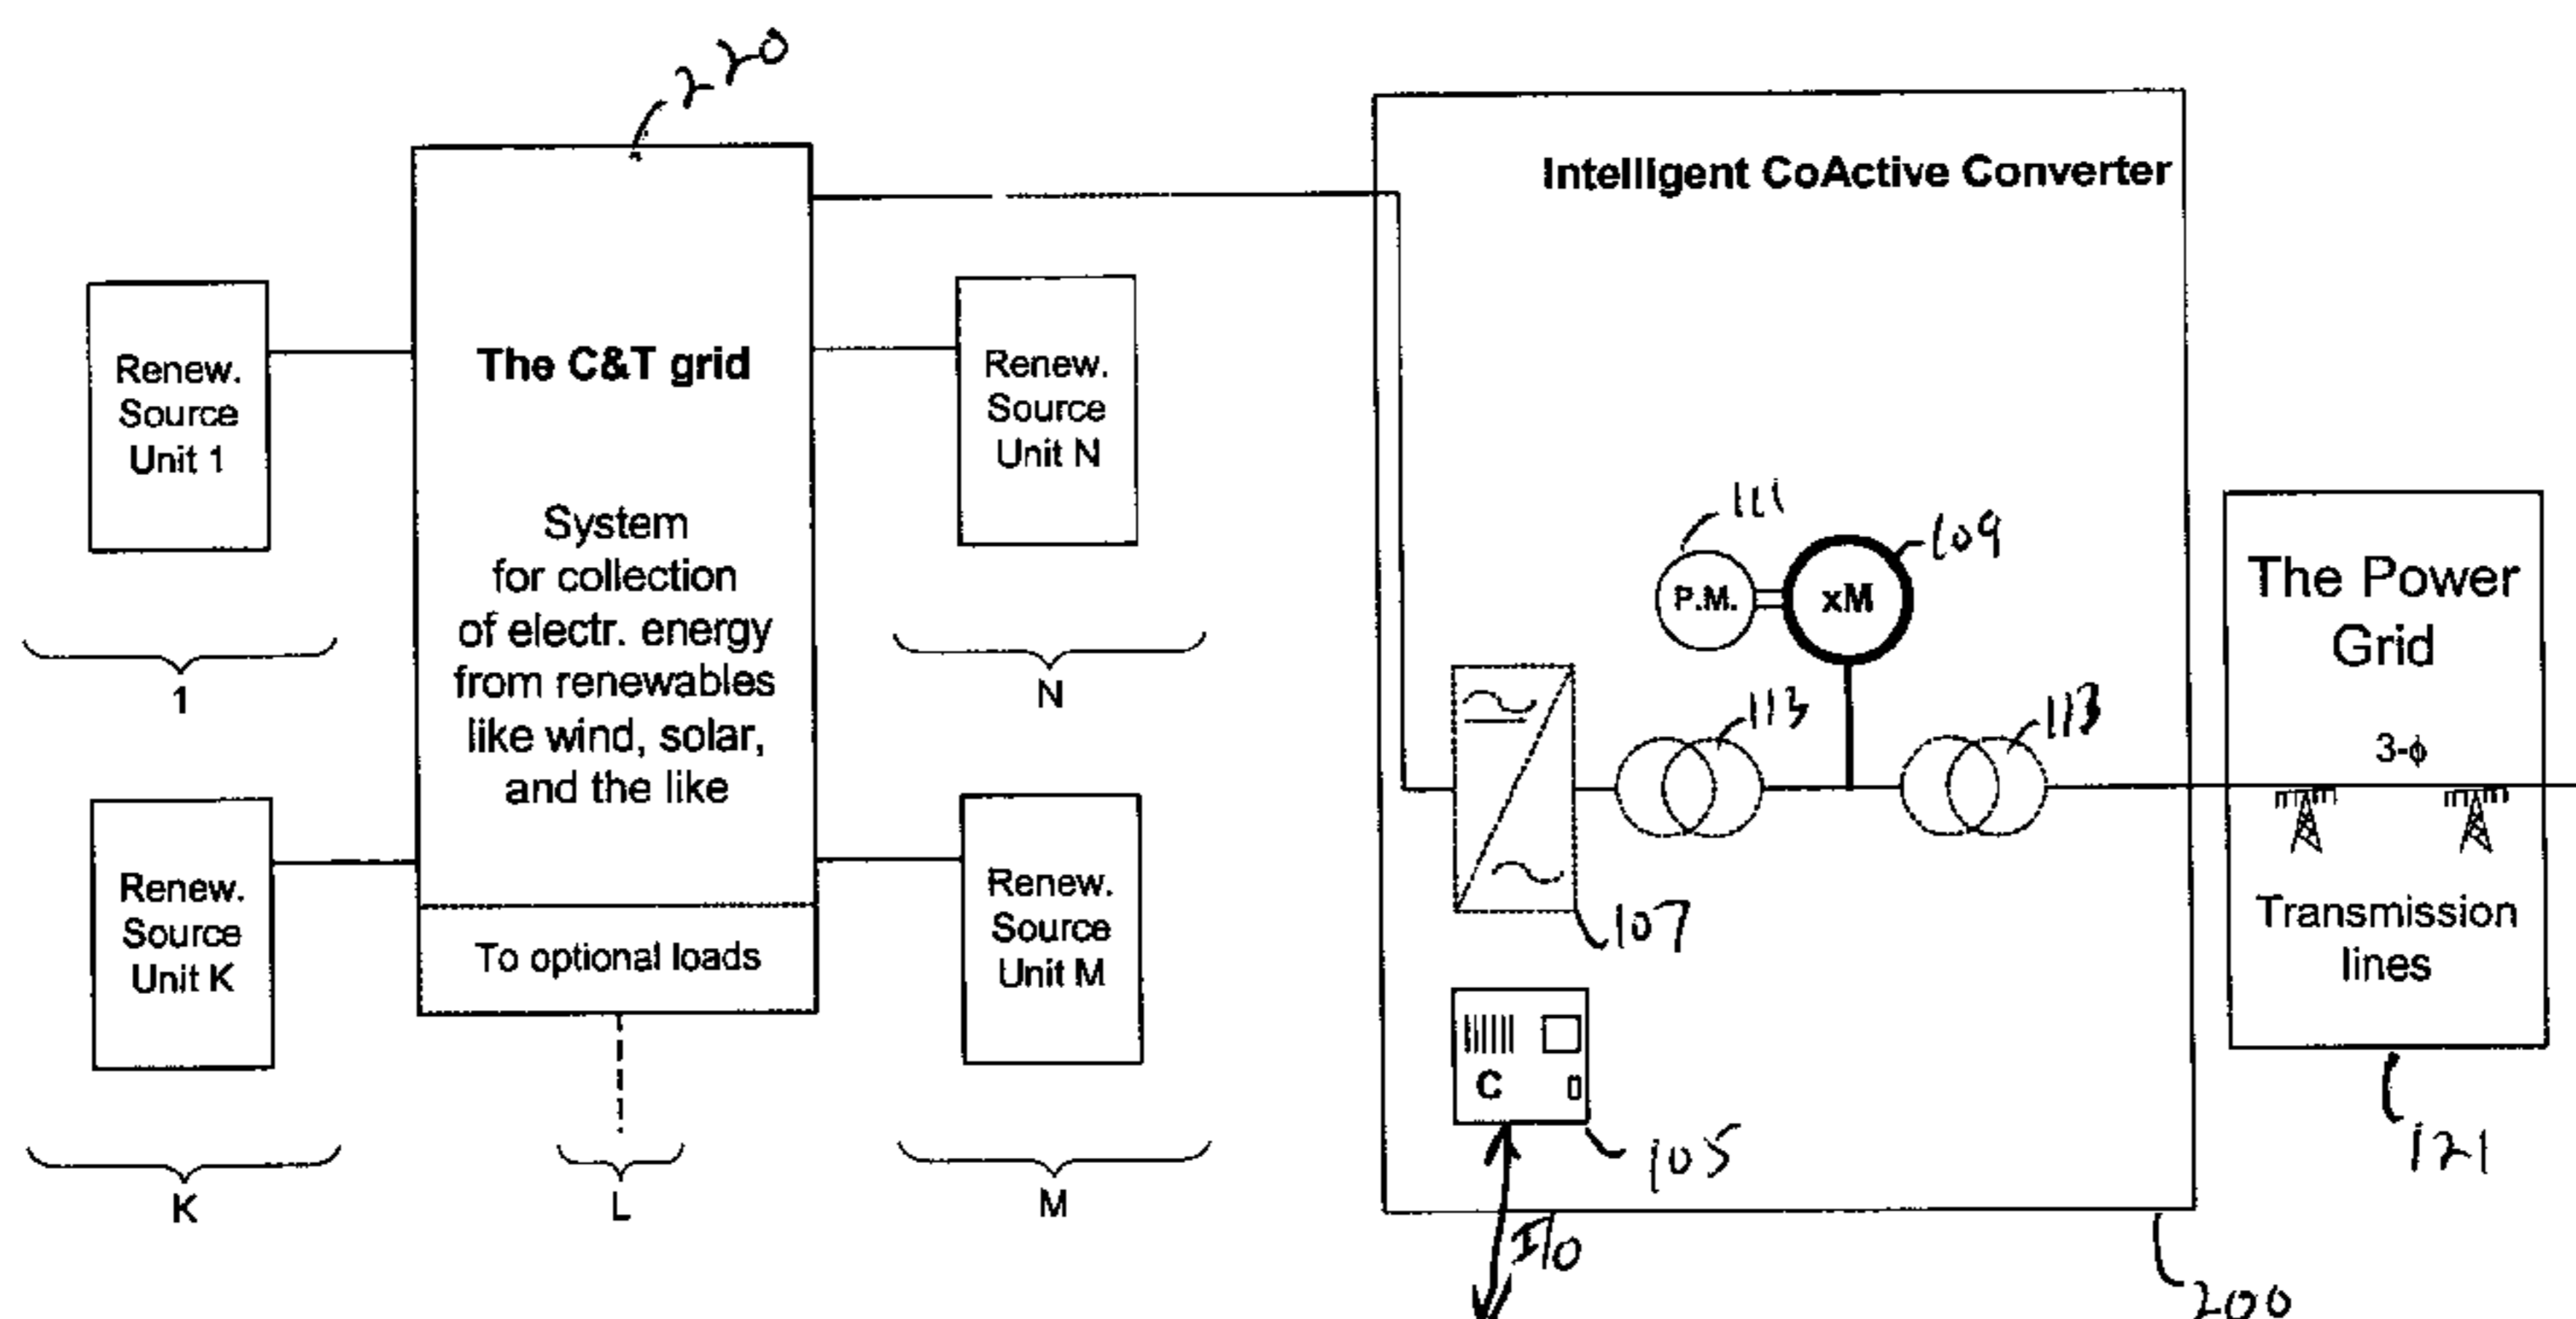 220
Intelligent CoActive Converter
Renew.
Source
Unit 1
1
The C&T grid
System
for collection
of electr. energy
from renewables
like wind, solar,
and the like
To optional loads
L
Renew.
Source
Unit N
N
Renew.
Source
Unit K
K
Renew.
Source
Unit M
M
111
P.M.
109
xM
113
113
107
C
105
I/O
The Power
Grid
3-ϕ
Transmission
lines
121
200